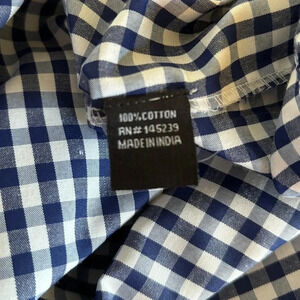 100% COTTON
RN# 145239
MADE IN INDIA